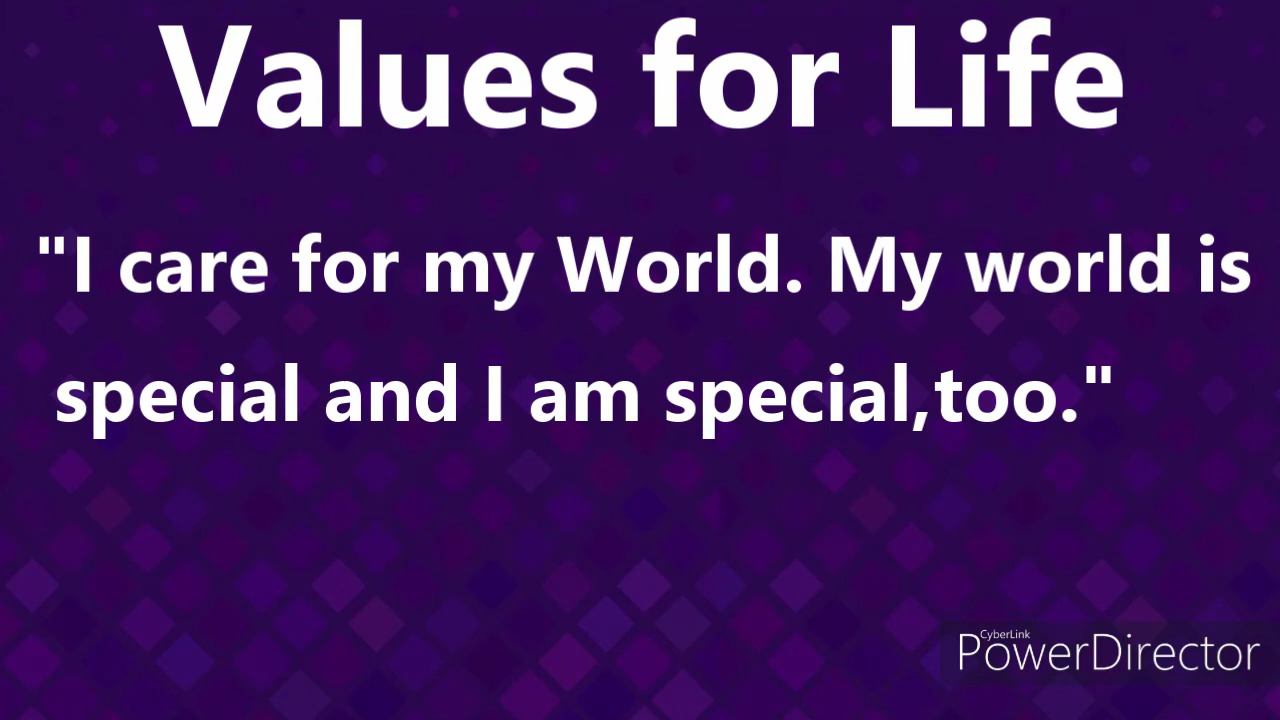 Values for Life
"I care for my World. My world is
special and I am special,too."
CyberLink
PowerDirector